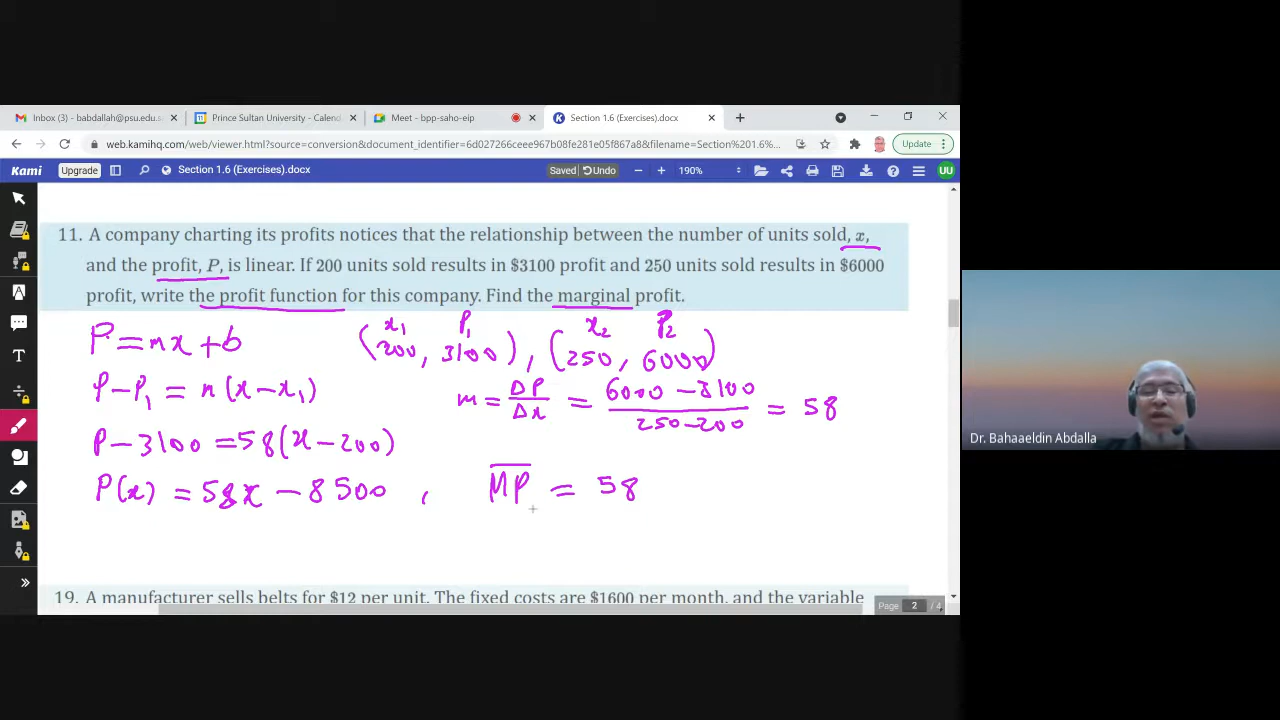 Inbox (3) - babdallah@psu.edu.s
Prince Sultan University - Calend
Meet - bpp-saho-eip
Section 1.6 (Exercises).docx
web.kamihq.com/web/viewer.html?source=conversion&document_identifier=6d027266ceee967b08fe281e05f867a8&filename=Section%201.6%...
Update
Kami Upgrade Section 1.6 (Exercises).docx Saved Undo 190% UU
11. A company charting its profits notices that the relationship between the number of units sold, x,
and the profit, P, is linear. If 200 units sold results in $3100 profit and 250 units sold results in $6000
profit, write the profit function for this company. Find the marginal profit.
P = mx + b (200, 3100), (250, 6000)
x₁ P₁ x₂ P₂
P - P₁ = m(x - x₁) m = ΔP/Δx = (6000 - 3100)/(250 - 200) = 58
P - 3100 = 58(x - 200)
P(x) = 58x - 8500, MP = 58
19. A manufacturer sells belts for $12 per unit. The fixed costs are $1600 per month, and the variable
Page 2 / 4
Dr. Bahaaeldin Abdalla